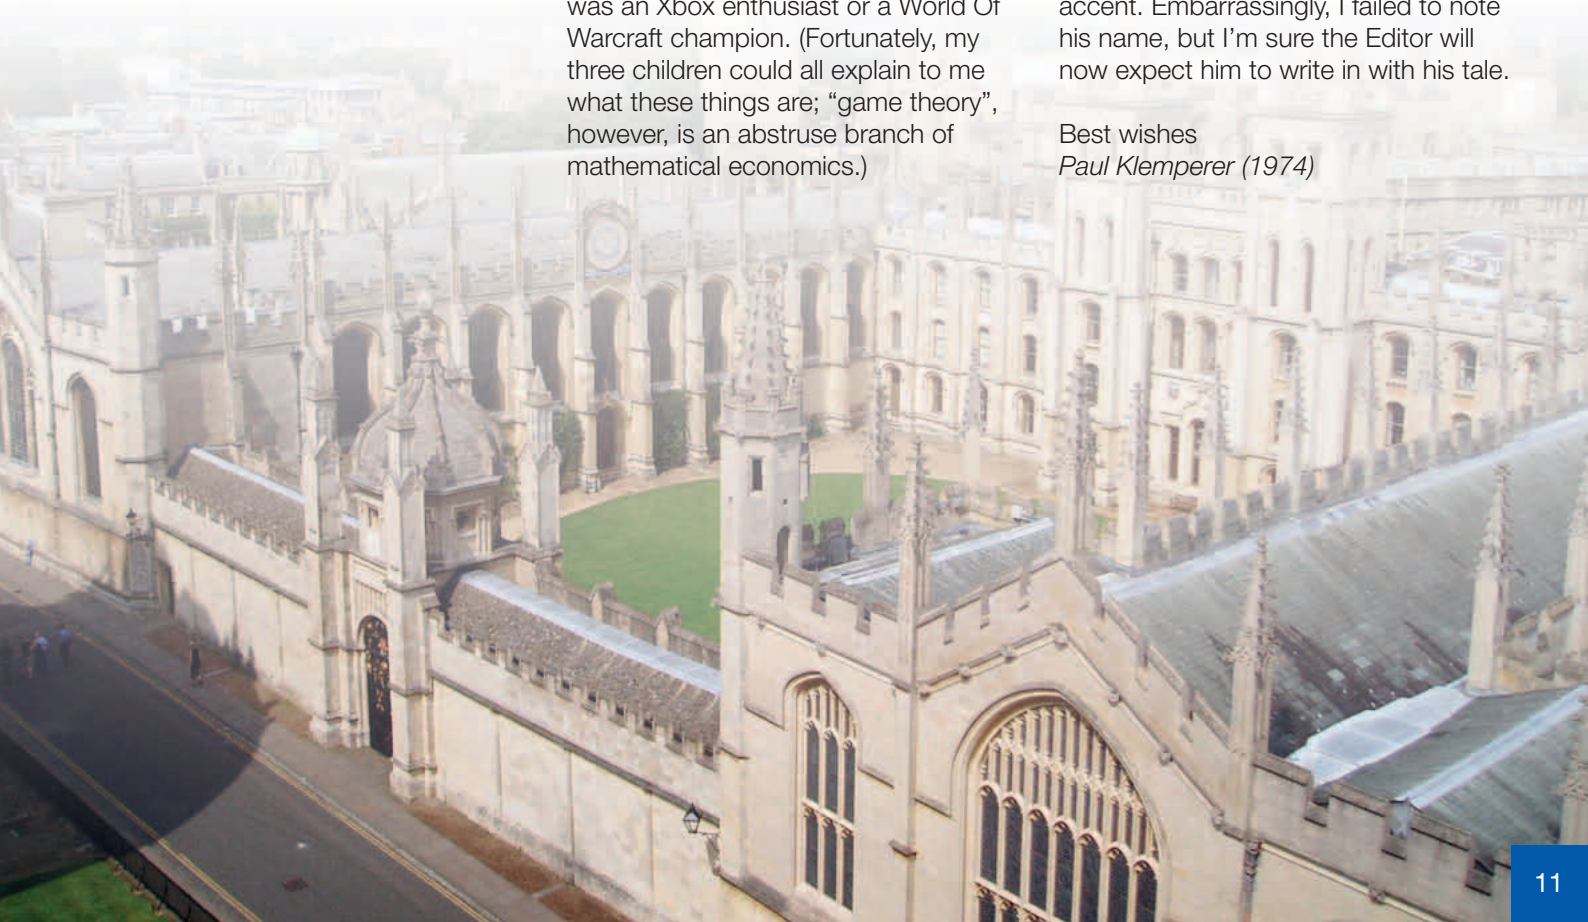 was an Xbox enthusiast or a World Of
Warcraft champion. (Fortunately, my
three children could all explain to me
what these things are; “game theory”,
however, is an abstruse branch of
mathematical economics.)
accent. Embarrassingly, I failed to note
his name, but I’m sure the Editor will
now expect him to write in with his tale.
Best wishes
Paul Klemperer (1974)
11